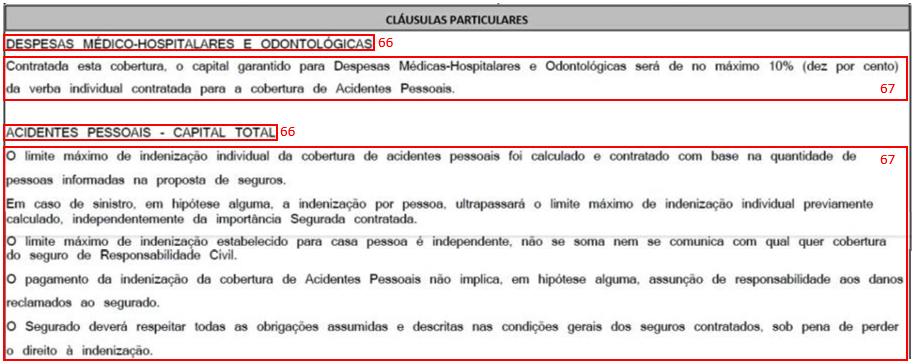 CLÁUSULAS PARTICULARES
DESPESAS MÉDICO-HOSPITALARES E ODONTOLÓGICAS 66
Contratada esta cobertura, o capital garantido para Despesas Médicas-Hospitalares e Odontológicas será de no máximo 10% (dez por cento)
da verba individual contratada para a cobertura de Acidentes Pessoais. 67
ACIDENTES PESSOAIS - CAPITAL TOTAL 66
O limite máximo de indenização individual da cobertura de acidentes pessoais foi calculado e contratado com base na quantidade de 67
pessoas informadas na proposta de seguros.
Em caso de sinistro, em hipótese alguma, a indenização por pessoa, ultrapassará o limite máximo de indenização individual previamente
calculado, independentemente da importância Segurada contratada.
O limite máximo de indenização estabelecido para casa pessoa é independente, não se soma nem se comunica com qual quer cobertura
do seguro de Responsabilidade Civil.
O pagamento da indenização da cobertura de Acidentes Pessoais não implica, em hipótese alguma, assunção de responsabilidade aos danos
reclamados ao segurado.
O Segurado deverá respeitar todas as obrigações assumidas e descritas nas condições gerais dos seguros contratados, sob pena de perder
o direito à indenização.